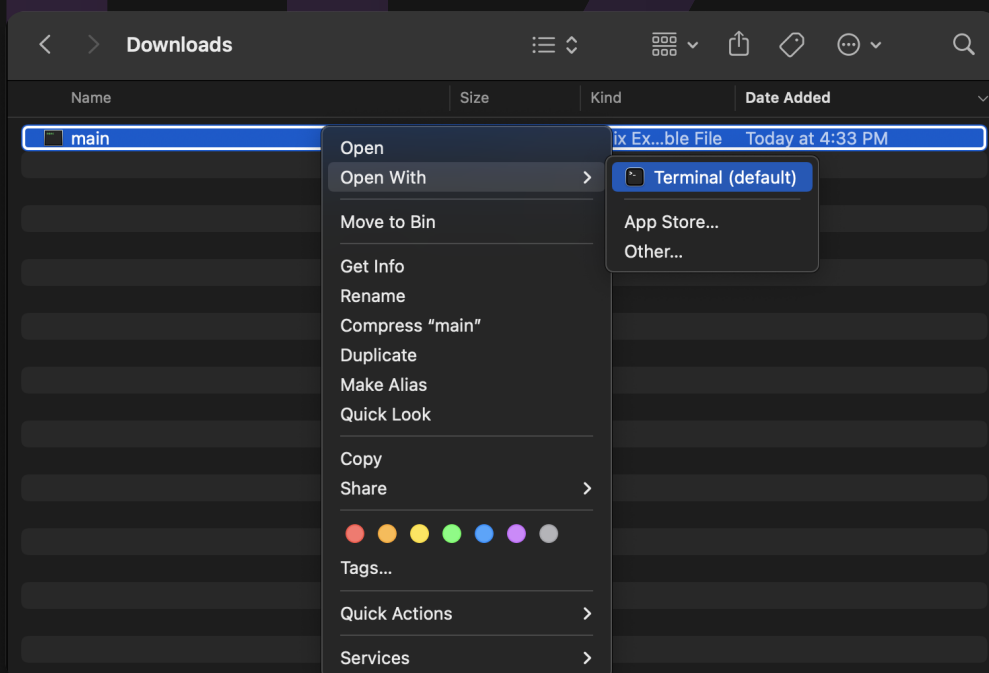 Downloads
Name Size Kind Date Added
main ix Ex...ble File Today at 4:33 PM
Open
Open With
Terminal (default)
Move to Bin
App Store...
Other...
Get Info
Rename
Compress “main”
Duplicate
Make Alias
Quick Look
Copy
Share
Tags...
Quick Actions
Services